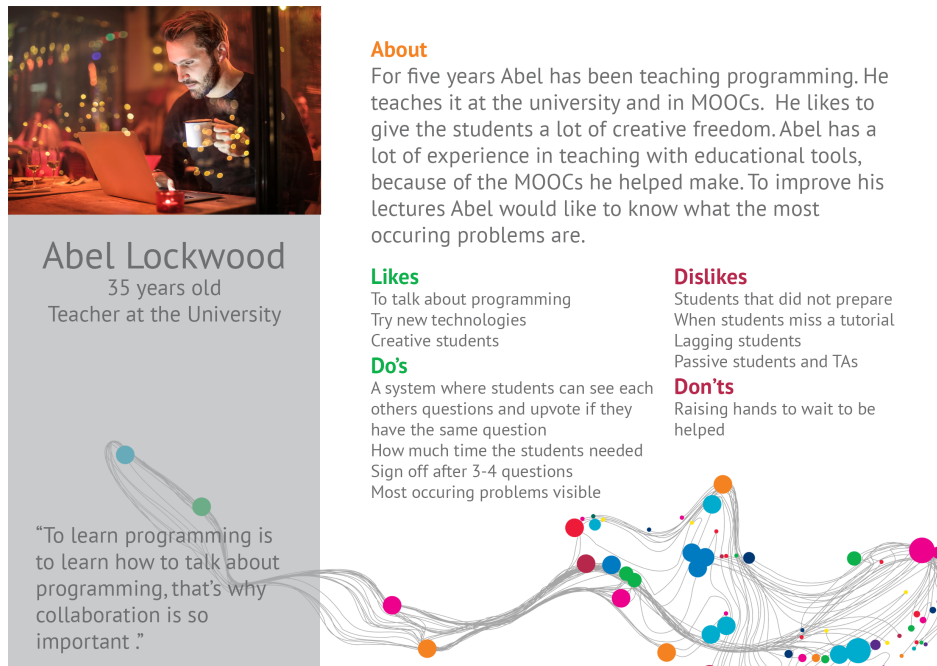 Abel Lockwood
35 years old
Teacher at the University
“To learn programming is
to learn how to talk about
programming, that’s why
collaboration is so
important .”
About
For five years Abel has been teaching programming. He
teaches it at the university and in MOOCs. He likes to
give the students a lot of creative freedom. Abel has a
lot of experience in teaching with educational tools,
because of the MOOCs he helped make. To improve his
lectures Abel would like to know what the most
occuring problems are.
Likes
To talk about programming
Try new technologies
Creative students
Do’s
A system where students can see each
others questions and upvote if they
have the same question
How much time the students needed
Sign off after 3-4 questions
Most occuring problems visible
Dislikes
Students that did not prepare
When students miss a tutorial
Lagging students
Passive students and TAs
Don’ts
Raising hands to wait to be
helped